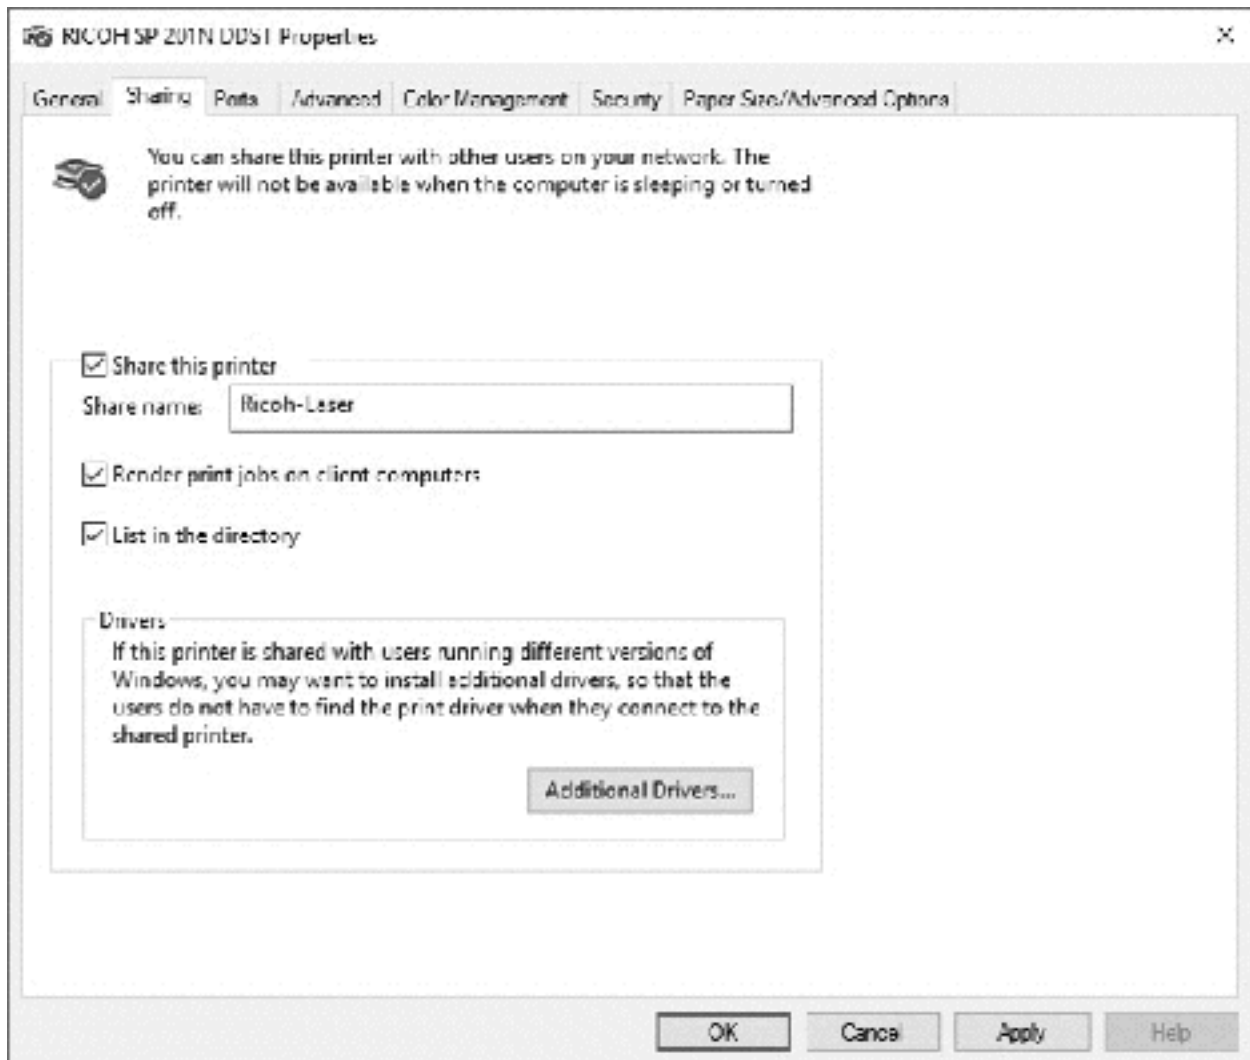 RICOH SP 201N DDST Properties
General Sharing Ports Advanced Color Management Security Paper Size/Advanced Options
You can share this printer with other users on your network. The
printer will not be available when the computer is sleeping or turned
off.
Share this printer
Share name: Ricoh-Laser
Render print jobs on client computers
List in the directory
Drivers
If this printer is shared with users running different versions of
Windows, you may want to install additional drivers, so that the
users do not have to find the print driver when they connect to the
shared printer.
Additional Drivers...
OK Cancel Apply Help